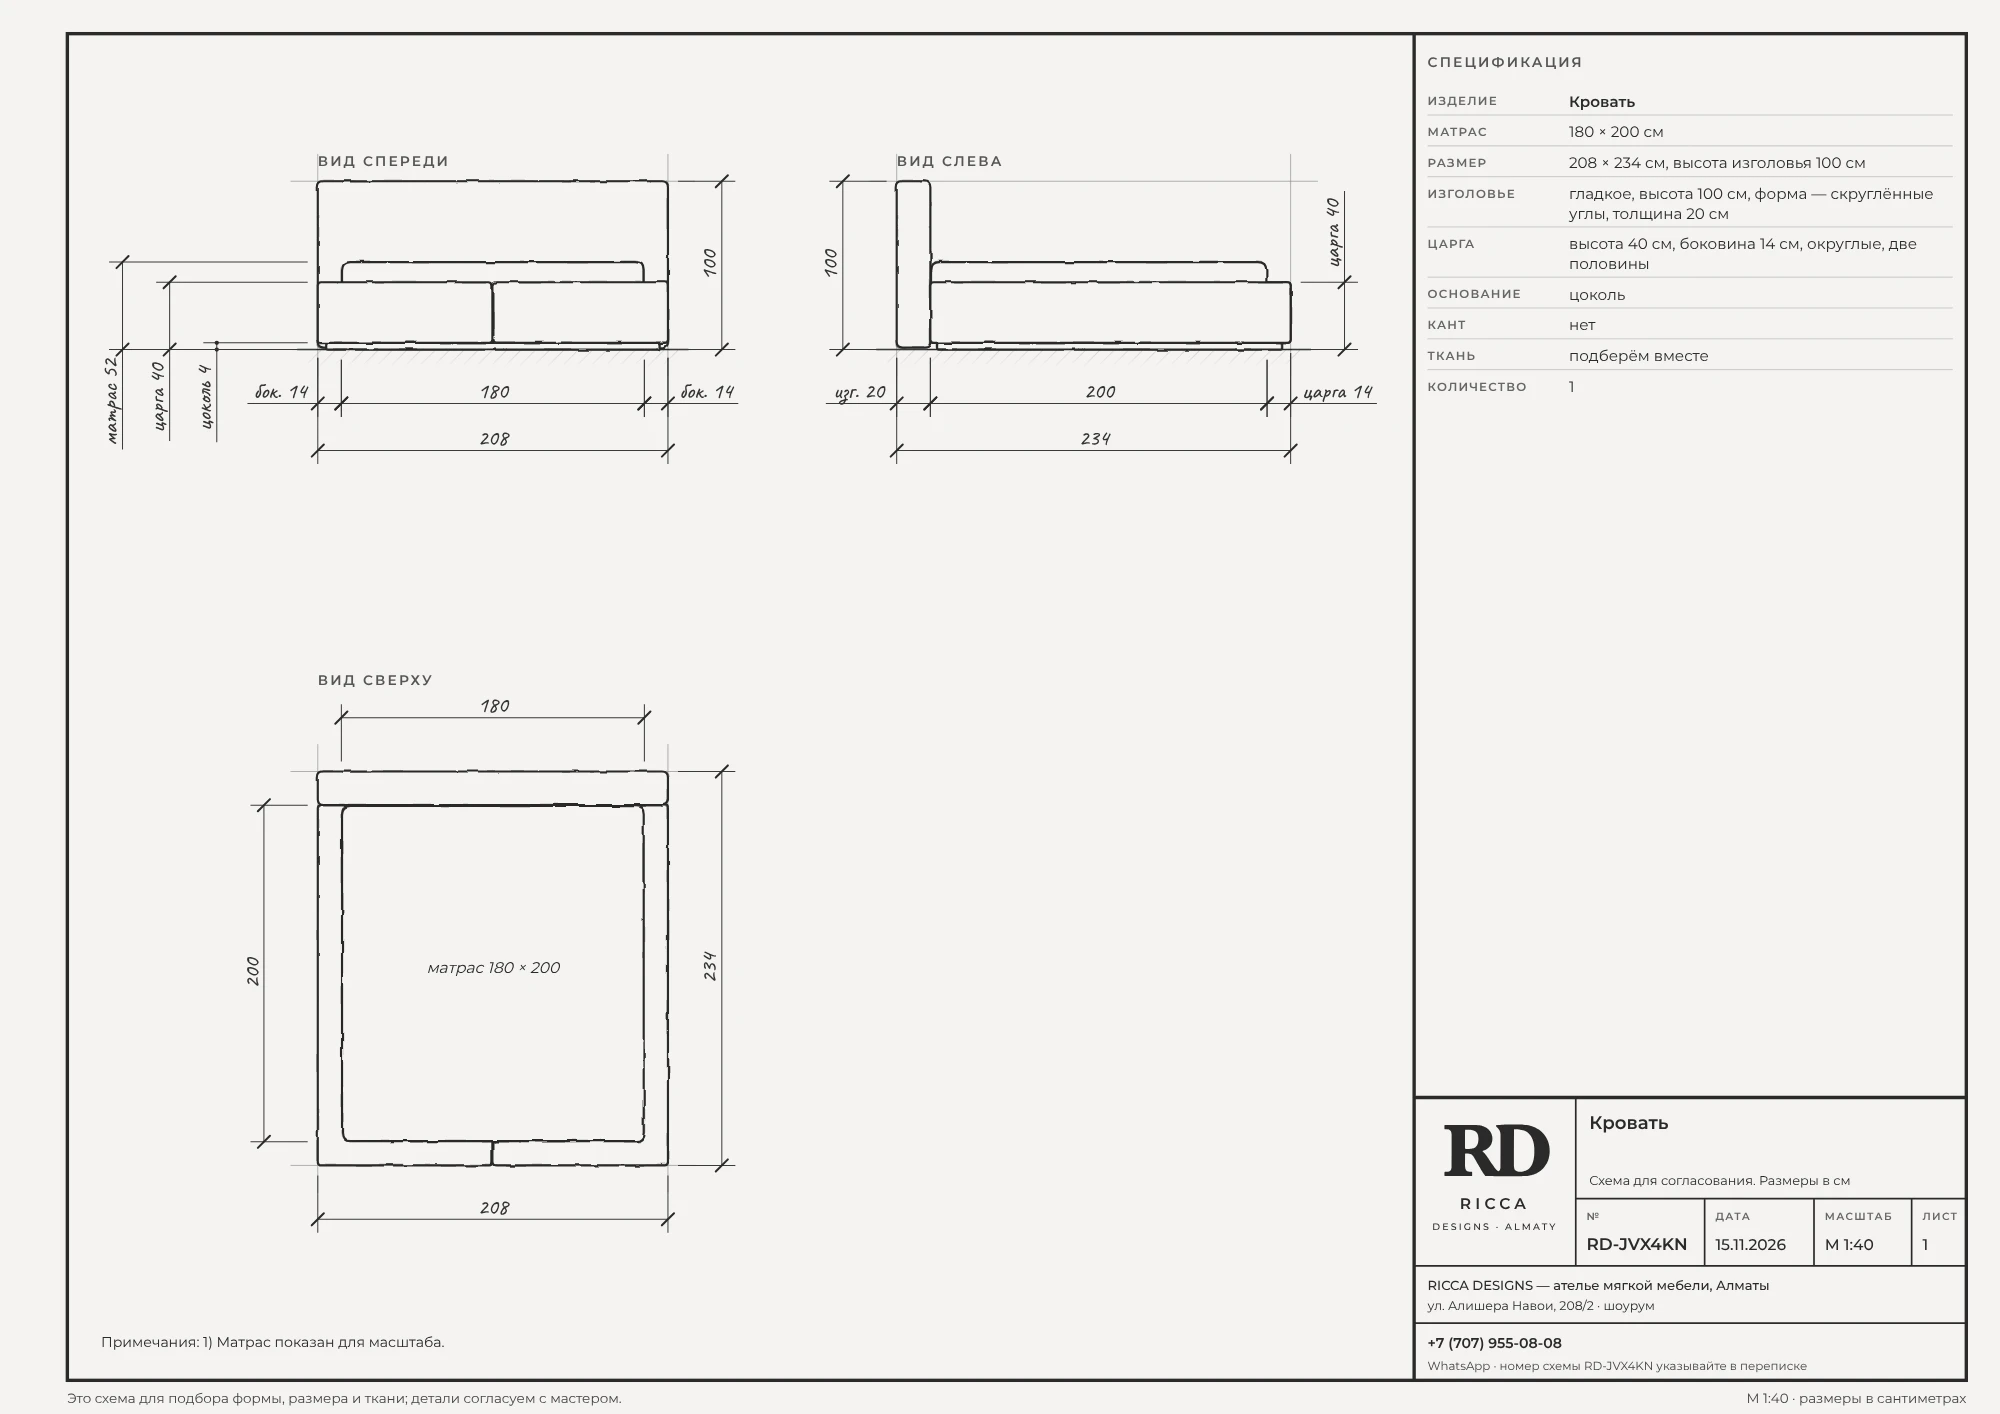 ВИД СПЕРЕДИ
100
матрас 52
царга 40
цоколь 4
бок. 14
180
бок. 14
208
ВИД СЛЕВА
100
царга 40
изг. 20
200
царга 14
234
ВИД СВЕРХУ
180
200
матрас 180 × 200
234
208
Примечания: 1) Матрас показан для масштаба.
СПЕЦИФИКАЦИЯ
ИЗДЕЛИЕ Кровать
МАТРАС 180 × 200 см
РАЗМЕР 208 × 234 см, высота изголовья 100 см
ИЗГОЛОВЬЕ гладкое, высота 100 см, форма — скруглённые
углы, толщина 20 см
ЦАРГА высота 40 см, боковина 14 см, округлые, две
половины
ОСНОВАНИЕ цоколь
КАНТ нет
ТКАНЬ подберём вместе
КОЛИЧЕСТВО 1
RD
RICCA
DESIGNS · ALMATY
Кровать
Схема для согласования. Размеры в см
№ ДАТА МАСШТАБ ЛИСТ
RD-JVX4KN 15.11.2026 М 1:40 1
RICCA DESIGNS — ателье мягкой мебели, Алматы
ул. Алишера Навои, 208/2 · шоурум
+7 (707) 955-08-08
WhatsApp · номер схемы RD-JVX4KN указывайте в переписке
Это схема для подбора формы, размера и ткани; детали согласуем с мастером.
М 1:40 · размеры в сантиметрах